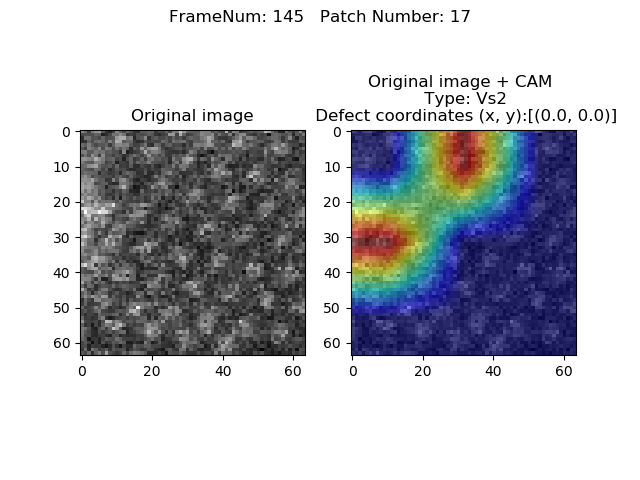 FrameNum: 145   Patch Number: 17
Original image
Original image + CAM
Type: Vs2
Defect coordinates (x, y):[(0.0, 0.0)]
0
10
20
30
40
50
60
0 20 40 60
0
10
20
30
40
50
60
0 20 40 60